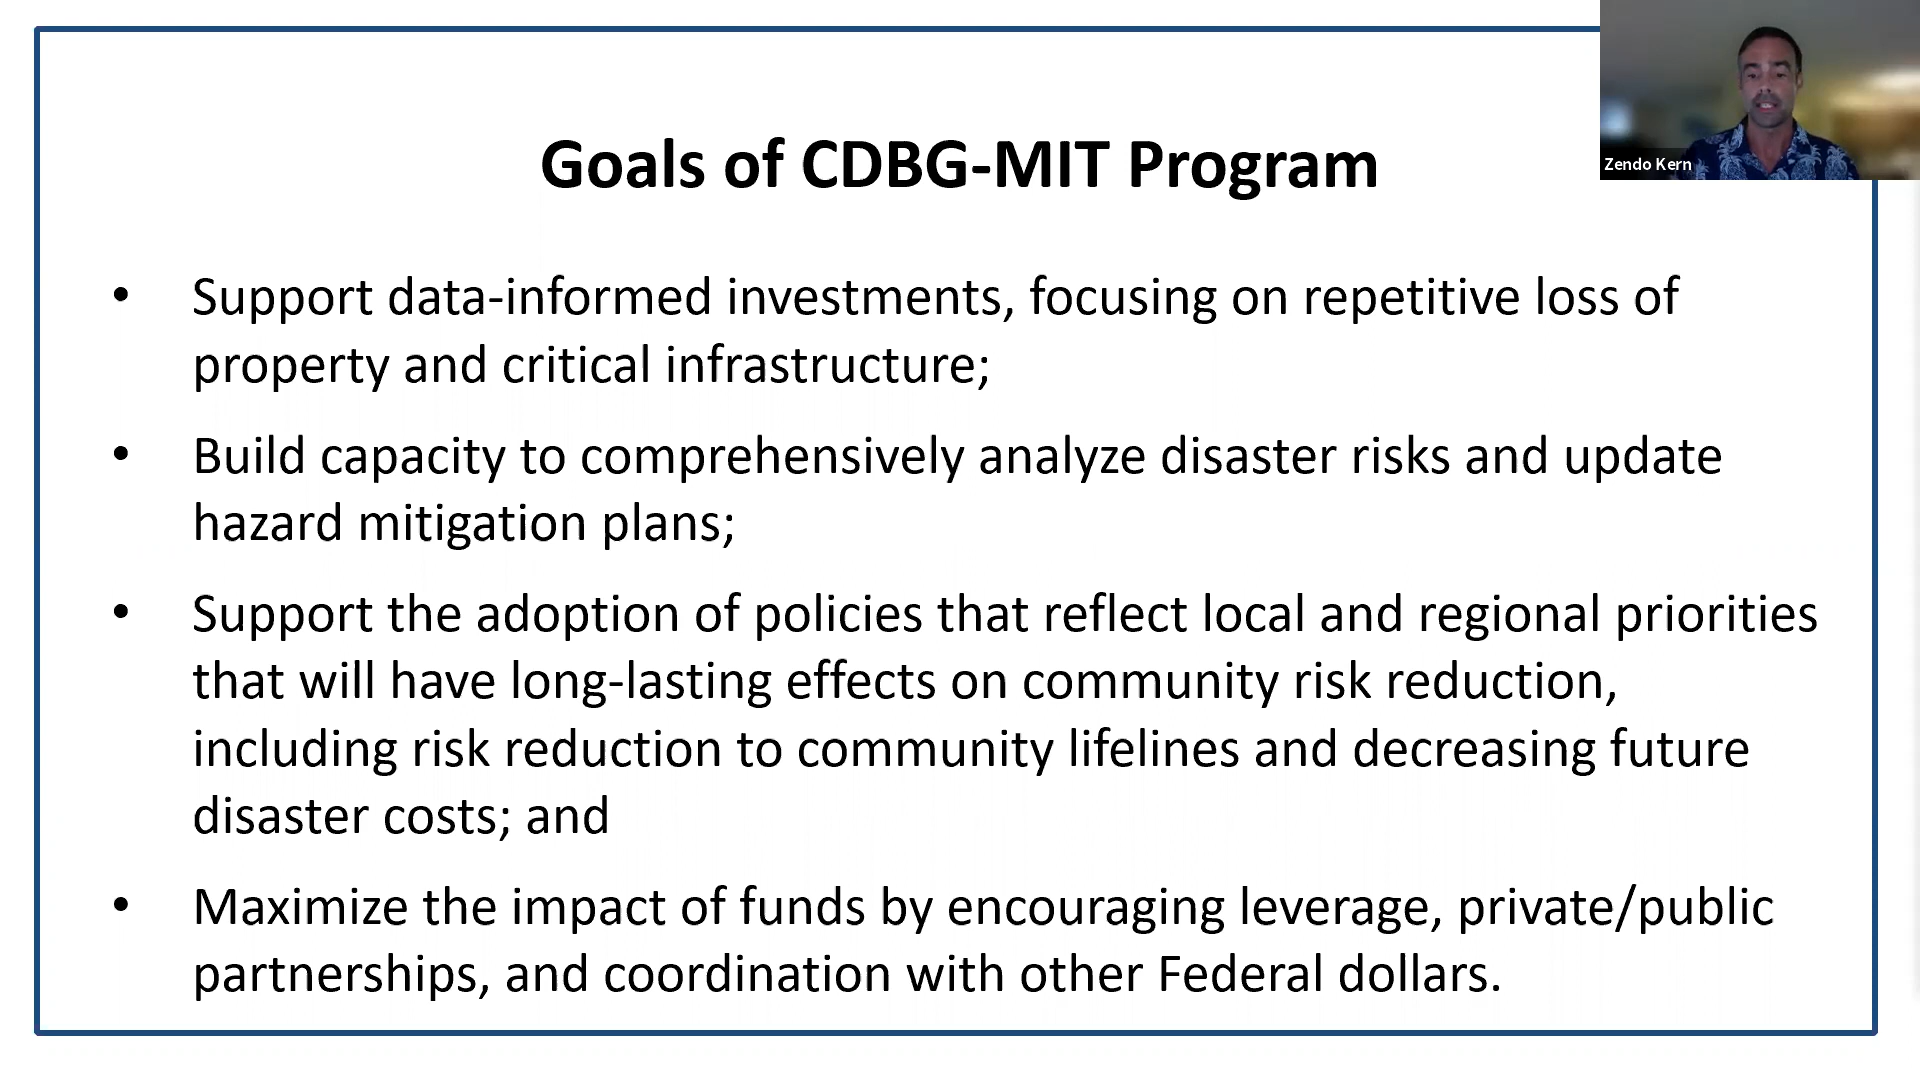 Zendo Kern
Goals of CDBG-MIT Program
• Support data-informed investments, focusing on repetitive loss of
property and critical infrastructure;
• Build capacity to comprehensively analyze disaster risks and update
hazard mitigation plans;
• Support the adoption of policies that reflect local and regional priorities
that will have long-lasting effects on community risk reduction,
including risk reduction to community lifelines and decreasing future
disaster costs; and
• Maximize the impact of funds by encouraging leverage, private/public
partnerships, and coordination with other Federal dollars.